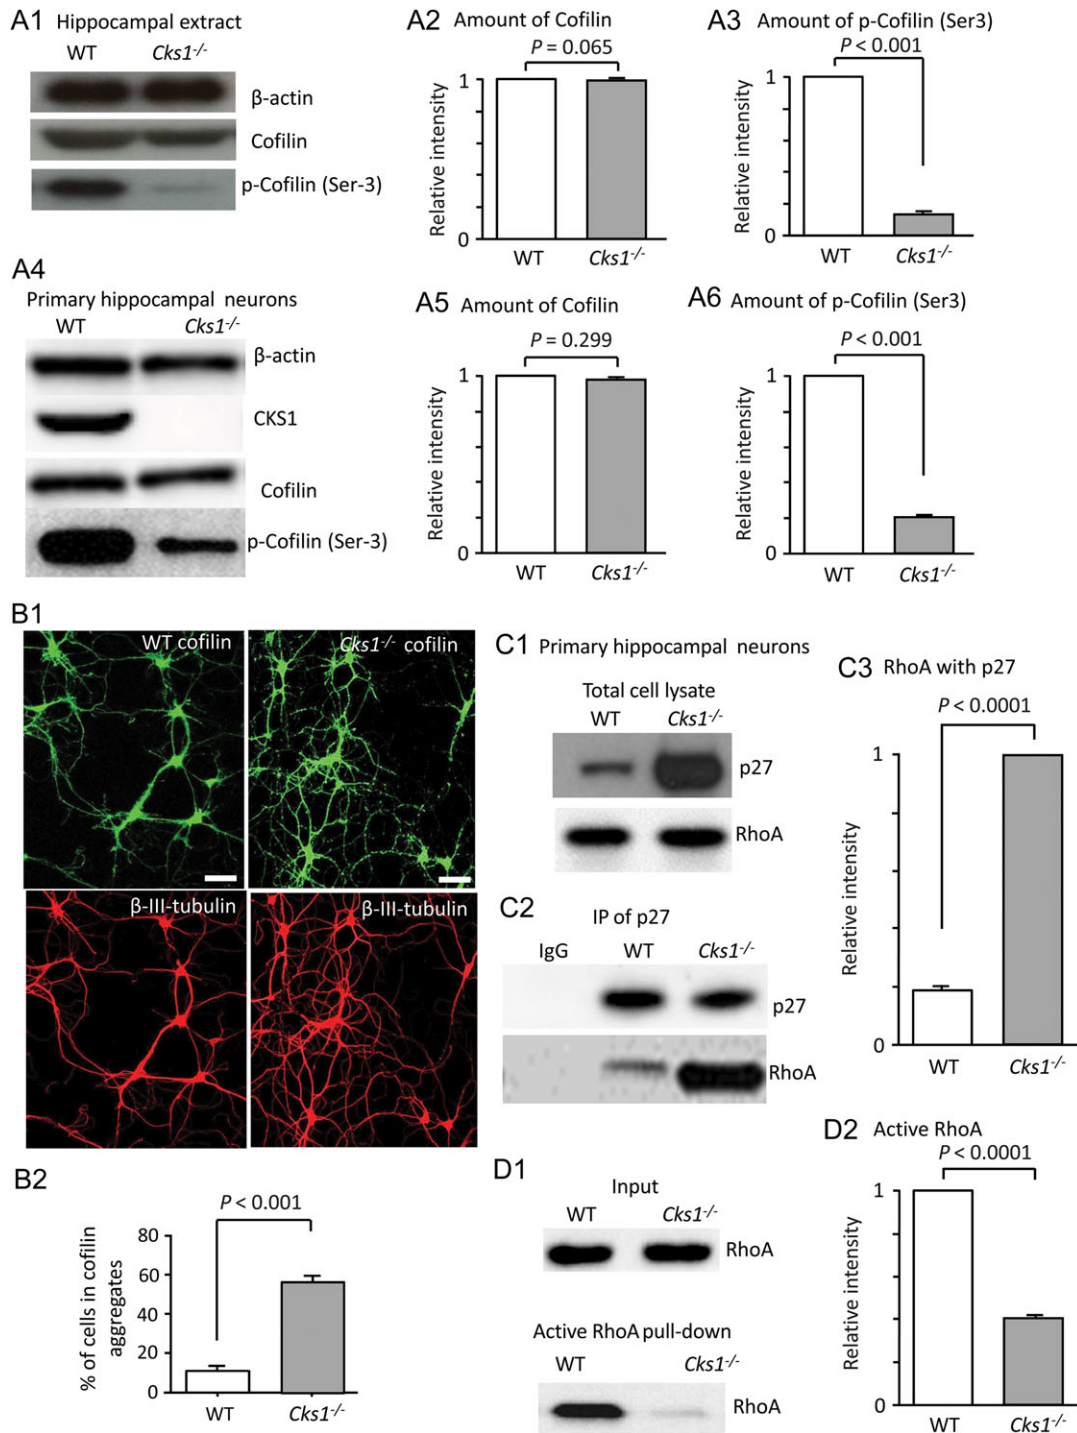 A1 Hippocampal extract
WT Cks1-/-
β-actin
Cofilin
p-Cofilin (Ser-3)
A2 Amount of Cofilin
P = 0.065
1
Relative intensity
0
WT Cks1-/-
A3 Amount of p-Cofilin (Ser3)
P < 0.001
1
Relative intensity
0
WT Cks1-/-
A4
Primary hippocampal neurons
WT Cks1-/-
β-actin
CKS1
Cofilin
p-Cofilin (Ser-3)
A5 Amount of Cofilin
P = 0.299
1
Relative intensity
0
WT Cks1-/-
A6 Amount of p-Cofilin (Ser3)
P < 0.001
1
Relative intensity
0
WT Cks1-/-
B1
WT cofilin
Cks1-/- cofilin
β-III-tubulin
β-III-tubulin
B2
P < 0.001
80
60
40
20
0
% of cells in cofilin
aggregates
WT Cks1-/-
C1 Primary hippocampal neurons
Total cell lysate
WT Cks1-/-
p27
RhoA
C2 IP of p27
IgG WT Cks1-/-
p27
RhoA
C3 RhoA with p27
P < 0.0001
1
Relative intensity
0
WT Cks1-/-
D1
Input
WT Cks1-/-
RhoA
Active RhoA pull-down
WT Cks1-/-
RhoA
D2 Active RhoA
P < 0.0001
1
Relative intensity
0
WT Cks1-/-